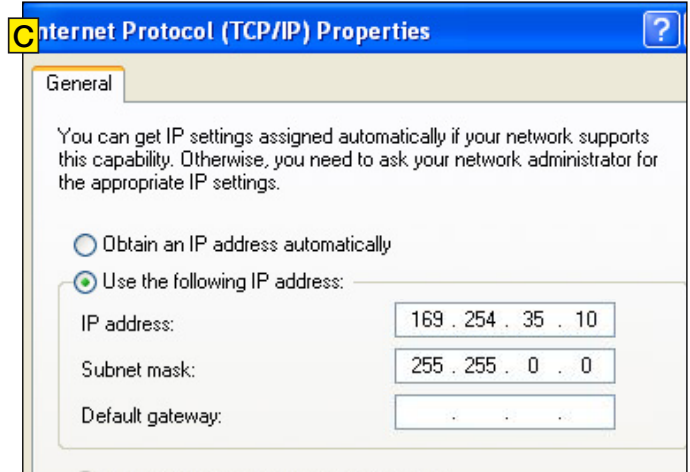 C
nternet Protocol (TCP/IP) Properties
?
General
You can get IP settings assigned automatically if your network supports
this capability. Otherwise, you need to ask your network administrator for
the appropriate IP settings.
Obtain an IP address automatically
Use the following IP address:
IP address: 169 . 254 . 35 . 10
Subnet mask: 255 . 255 . 0 . 0
Default gateway: . . .